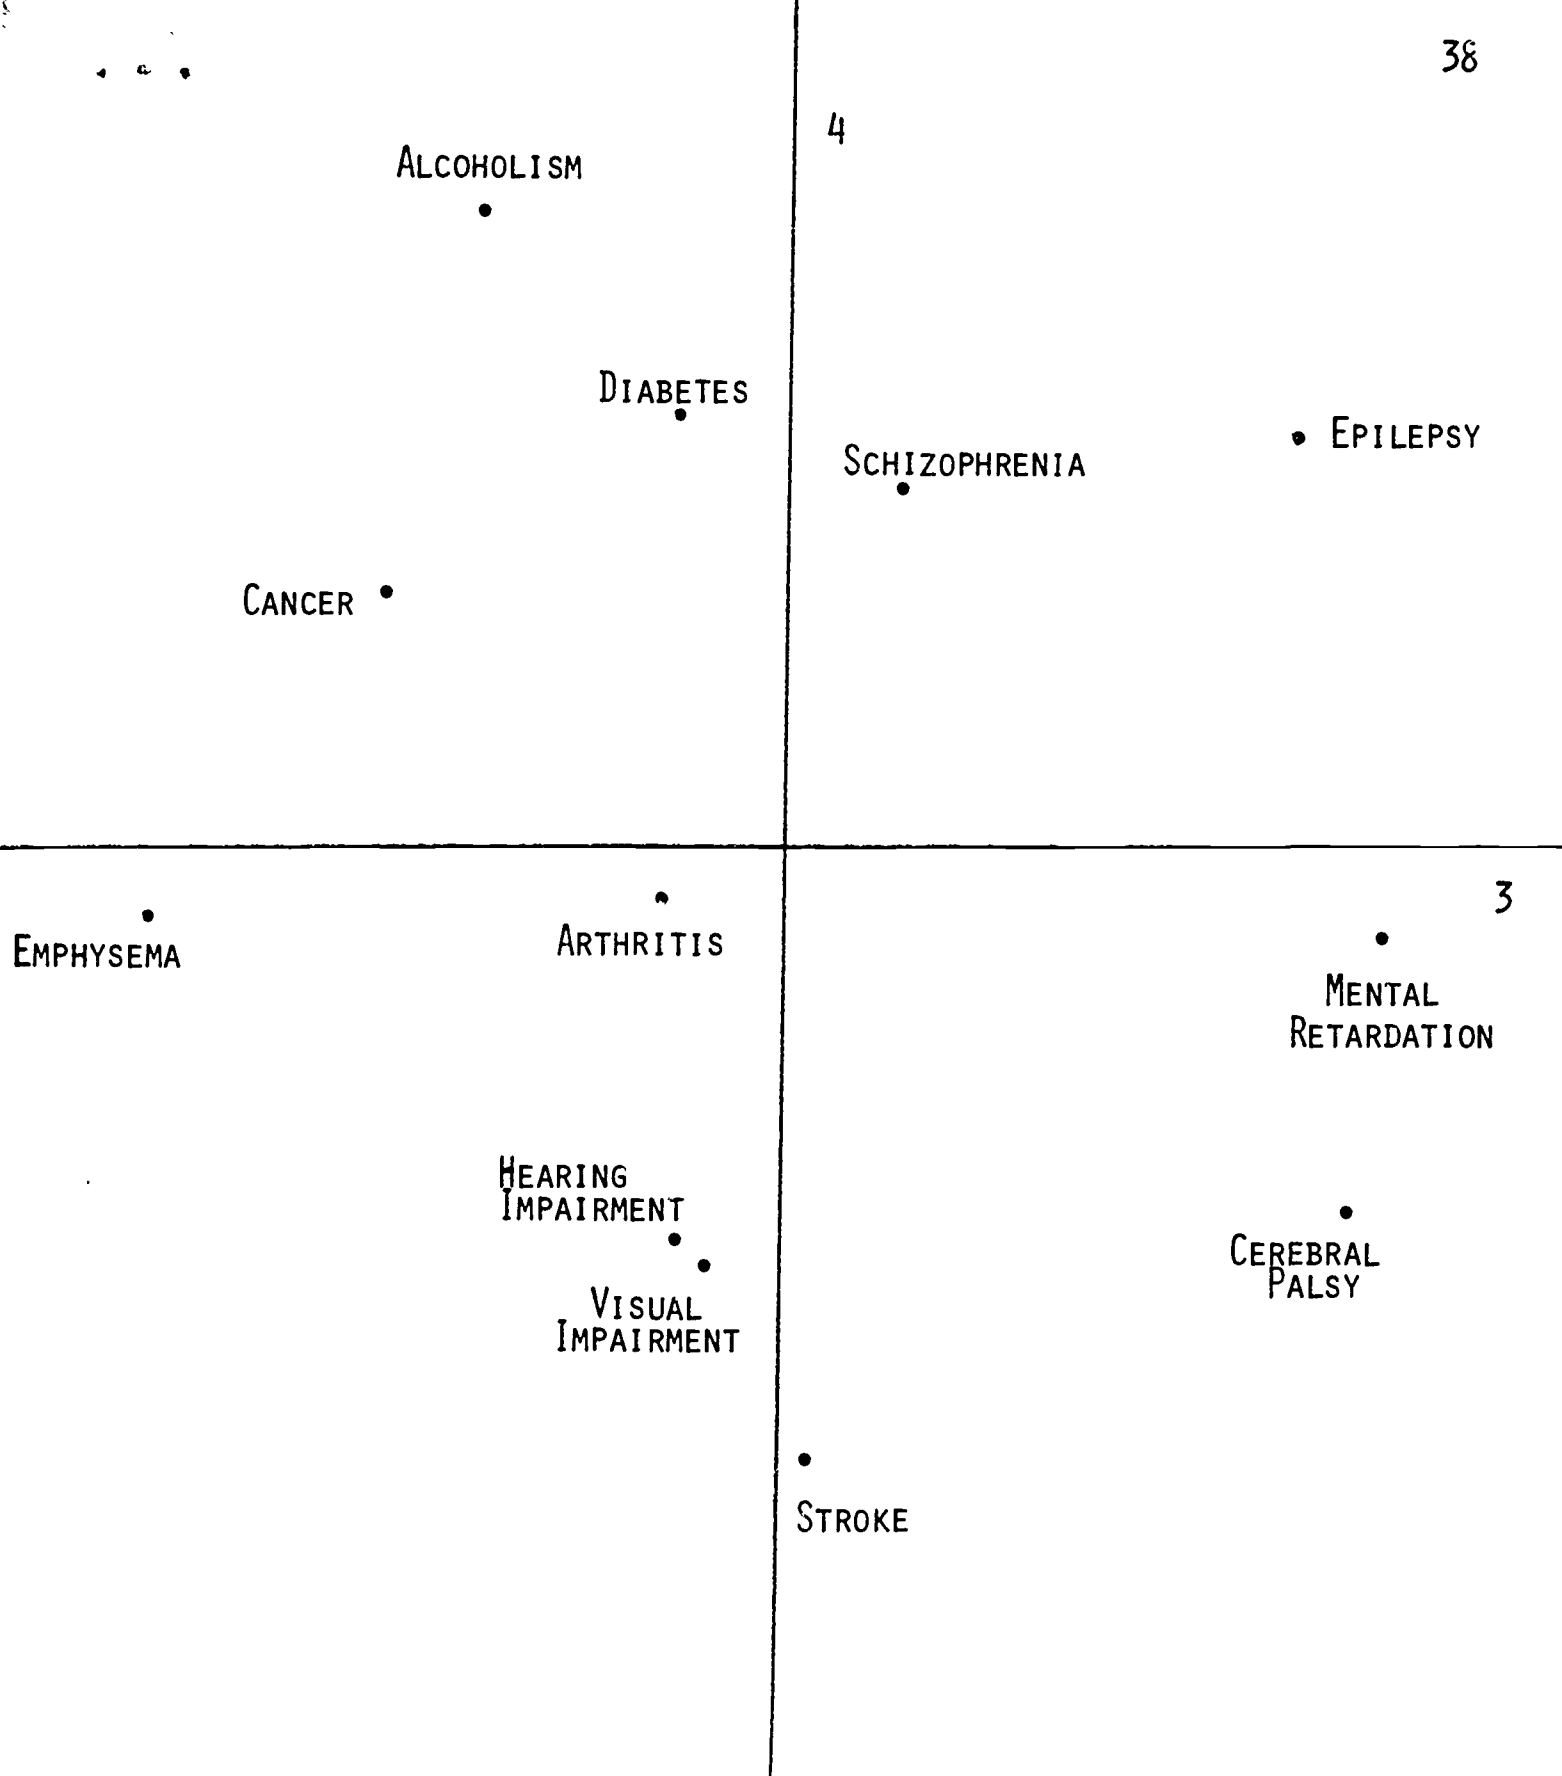 38
4
ALCOHOLISM
DIABETES
EPILEPSY
SCHIZOPHRENIA
CANCER
3
EMPHYSEMA
ARTHRITIS
MENTAL
RETARDATION
HEARING
IMPAIRMENT
CEREBRAL
PALSY
VISUAL
IMPAIRMENT
STROKE